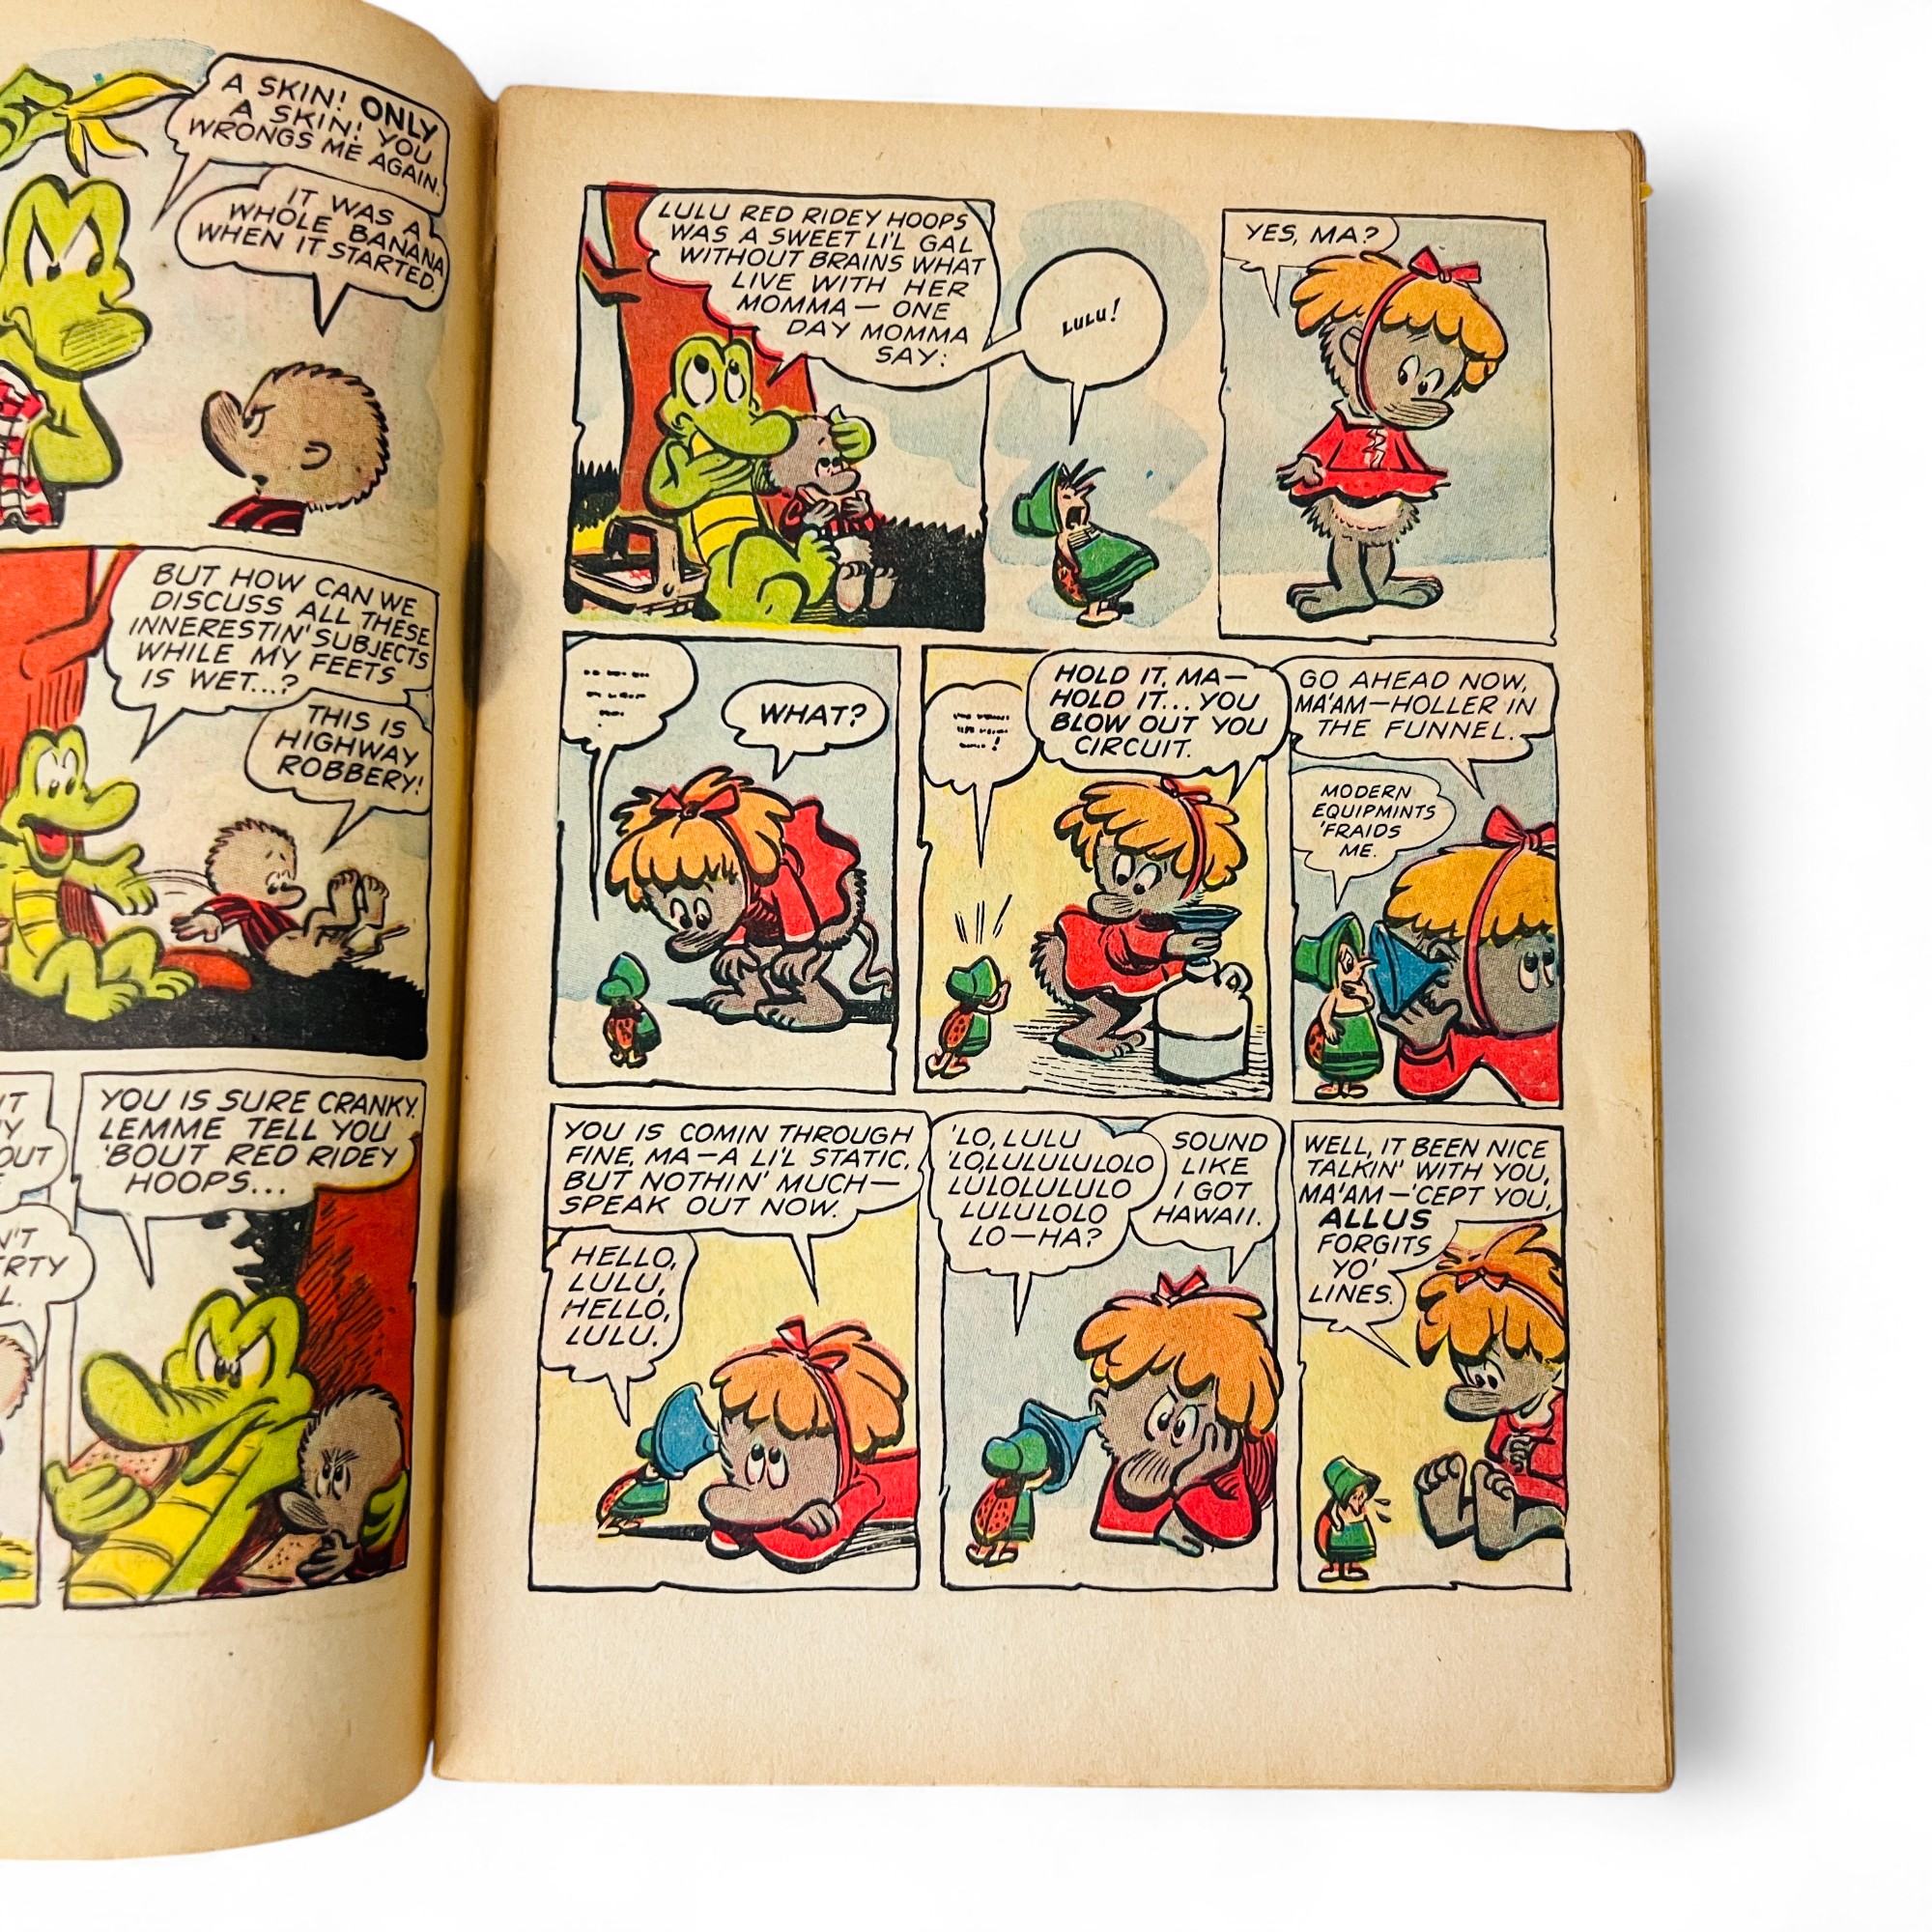 A SKIN! ONLY
A SKIN! YOU
WRONGS ME AGAIN.
IT WAS A
WHOLE BANANA
WHEN IT STARTED.
BUT HOW CAN WE
DISCUSS ALL THESE
INNERESTIN' SUBJECTS
WHILE MY FEETS
IS WET...?
THIS IS
HIGHWAY
ROBBERY!
YOU IS SURE CRANKY.
LEMME TELL YOU
'BOUT RED RIDEY
HOOPS...
LULU RED RIDEY HOOPS
WAS A SWEET LI'L GAL
WITHOUT BRAINS WHAT
LIVE WITH HER
MOMMA— ONE
DAY MOMMA
SAY:
LULU!
YES, MA?
WHAT?
HOLD IT, MA—
HOLD IT... YOU
BLOW OUT YOU
CIRCUIT.
GO AHEAD NOW,
MA'AM—HOLLER IN
THE FUNNEL.
MODERN
EQUIPMINTS
'FRAIDS
ME.
YOU IS COMIN THROUGH
FINE, MA—A LI'L STATIC,
BUT NOTHIN' MUCH—
SPEAK OUT NOW.
HELLO,
LULU,
HELLO,
LULU.
'LO, LULU
'LO,LULULULOLO
LULOLULULO
LULULOLO
LO—HA?
SOUND
LIKE
I GOT
HAWAII.
WELL, IT BEEN NICE
TALKIN' WITH YOU,
MA'AM—'CEPT YOU,
ALLUS
FORGITS
YO'
LINES.